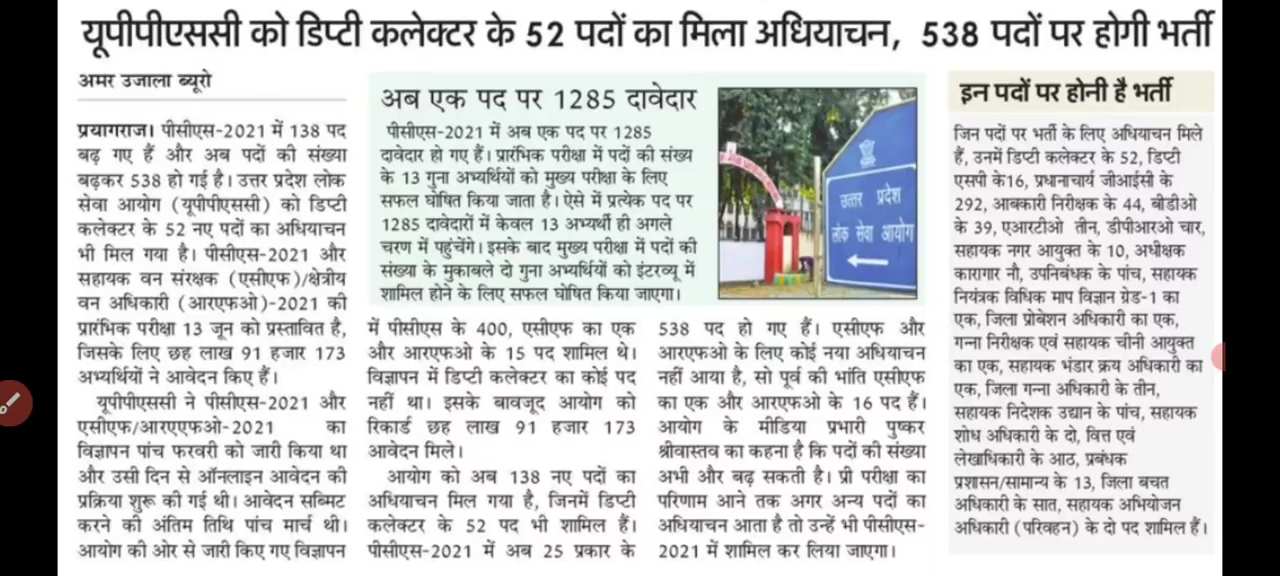 यूपीपीएससी को डिप्टी कलेक्टर के 52 पदों का मिला अधियाचन, 538 पदों पर होगी भर्ती
अमर उजाला ब्यूरो
प्रयागराज। पीसीएस-2021 में 138 पद
बढ़ गए हैं और अब पदों की संख्या
बढ़कर 538 हो गई है। उत्तर प्रदेश लोक
सेवा आयोग (यूपीपीएससी) को डिप्टी
कलेक्टर के 52 नए पदों का अधियाचन
भी मिल गया है। पीसीएस-2021 और
सहायक वन संरक्षक (एसीएफ)/क्षेत्रीय
वन अधिकारी (आरएफओ)-2021 की
प्रारंभिक परीक्षा 13 जून को प्रस्तावित है,
जिसके लिए छह लाख 91 हजार 173
अभ्यर्थियों ने आवेदन किए हैं।
यूपीपीएससी ने पीसीएस-2021 और
एसीएफ/आरएएफओ-2021 का
विज्ञापन पांच फरवरी को जारी किया था
और उसी दिन से ऑनलाइन आवेदन की
प्रक्रिया शुरू की गई थी। आवेदन सब्मिट
करने की अंतिम तिथि पांच मार्च थी।
आयोग की ओर से जारी किए गए विज्ञापन
अब एक पद पर 1285 दावेदार
पीसीएस-2021 में अब एक पद पर 1285
दावेदार हो गए हैं। प्रारंभिक परीक्षा में पदों की संख्य
के 13 गुना अभ्यर्थियों को मुख्य परीक्षा के लिए
सफल घोषित किया जाता है। ऐसे में प्रत्येक पद पर
1285 दावेदारों में केवल 13 अभ्यर्थी ही अगले
चरण में पहुंचेंगे। इसके बाद मुख्य परीक्षा में पदों की
संख्या के मुकाबले दो गुना अभ्यर्थियों को इंटरव्यू में
शामिल होने के लिए सफल घोषित किया जाएगा।
उत्तर प्रदेश
लोक सेवा आयोग
में पीसीएस के 400, एसीएफ का एक
और आरएफओ के 15 पद शामिल थे।
विज्ञापन में डिप्टी कलेक्टर का कोई पद
नहीं था। इसके बावजूद आयोग को
रिकार्ड छह लाख 91 हजार 173
आवेदन मिले।
आयोग को अब 138 नए पदों का
अधियाचन मिल गया है, जिनमें डिप्टी
कलेक्टर के 52 पद भी शामिल हैं।
पीसीएस-2021 में अब 25 प्रकार के
538 पद हो गए हैं। एसीएफ और
आरएफओ के लिए कोई नया अधियाचन
नहीं आया है, सो पूर्व की भांति एसीएफ
का एक और आरएफओ के 16 पद हैं।
आयोग के मीडिया प्रभारी पुष्कर
श्रीवास्तव का कहना है कि पदों की संख्या
अभी और बढ़ सकती है। प्री परीक्षा का
परिणाम आने तक अगर अन्य पदों का
अधियाचन आता है तो उन्हें भी पीसीएस-
2021 में शामिल कर लिया जाएगा।
इन पदों पर होनी है भर्ती
जिन पदों पर भर्ती के लिए अधियाचन मिले
हैं, उनमें डिप्टी कलेक्टर के 52, डिप्टी
एसपी के16, प्रधानाचार्य जीआईसी के
292, आबकारी निरीक्षक के 44, बीडीओ
के 39, एआरटीओ तीन, डीपीआरओ चार,
सहायक नगर आयुक्त के 10, अधीक्षक
कारागार नौ, उपनिबंधक के पांच, सहायक
नियंत्रक विधिक माप विज्ञान ग्रेड-1 का
एक, जिला प्रोबेशन अधिकारी का एक,
गन्ना निरीक्षक एवं सहायक चीनी आयुक्त
का एक, सहायक भंडार क्रय अधिकारी का
एक, जिला गन्ना अधिकारी के तीन,
सहायक निदेशक उद्यान के पांच, सहायक
शोध अधिकारी के दो, वित्त एवं
लेखाधिकारी के आठ, प्रबंधक
प्रशासन/सामान्य के 13, जिला बचत
अधिकारी के सात, सहायक अभियोजन
अधिकारी (परिवहन) के दो पद शामिल हैं।